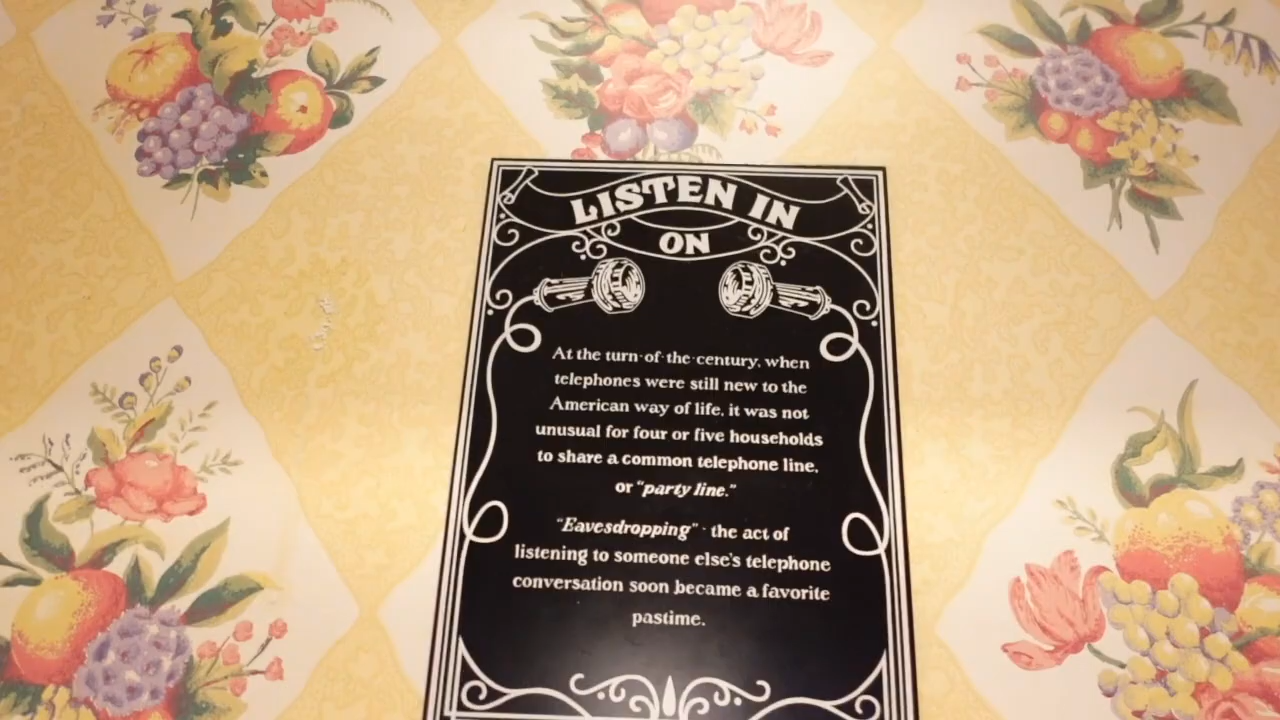 LISTEN IN
ON
At the turn-of-the-century, when
telephones were still new to the
American way of life, it was not
unusual for four or five households
to share a common telephone line,
or "party line."
"Eavesdropping" - the act of
listening to someone else's telephone
conversation soon became a favorite
pastime.